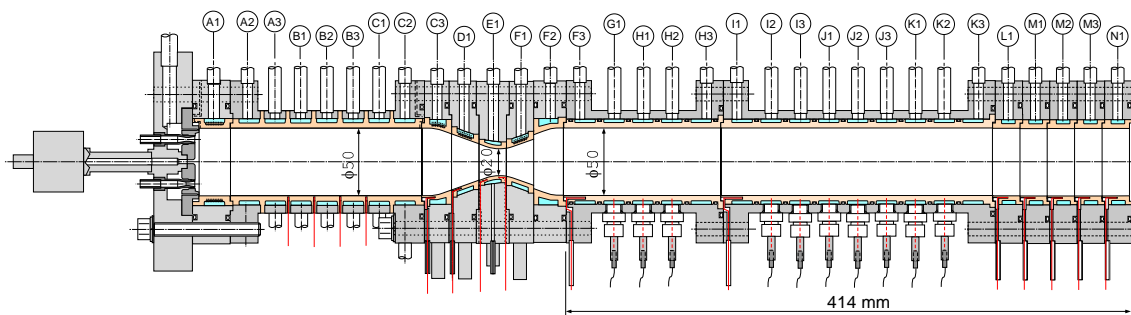 A1 A2 A3 B1 B2 B3 C1 C2 C3 D1 E1 F1 F2 F3 G1 H1 H2 H3 I1 I2 I3 J1 J2 J3 K1 K2 K3 L1 M1 M2 M3 N1
ϕ50
ϕ20
ϕ50
414 mm